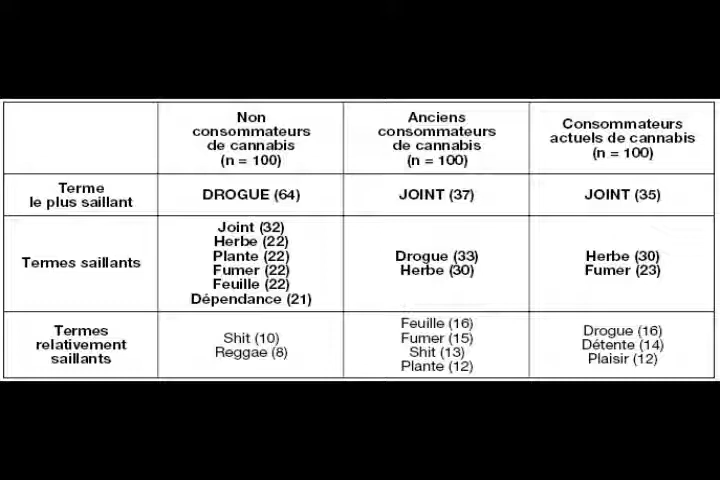 Non
consommateurs
de cannabis
(n = 100)
Anciens
consommateurs
de cannabis
(n = 100)
Consommateurs
actuels de cannabis
(n = 100)
Terme
le plus saillant
DROGUE (64)
JOINT (37)
JOINT (35)
Termes saillants
Joint (32)
Herbe (22)
Plante (22)
Fumer (22)
Feuille (22)
Dépendance (21)
Drogue (33)
Herbe (30)
Herbe (30)
Fumer (23)
Termes
relativement
saillants
Shit (10)
Reggae (8)
Feuille (16)
Fumer (15)
Shit (13)
Plante (12)
Drogue (16)
Détente (14)
Plaisir (12)